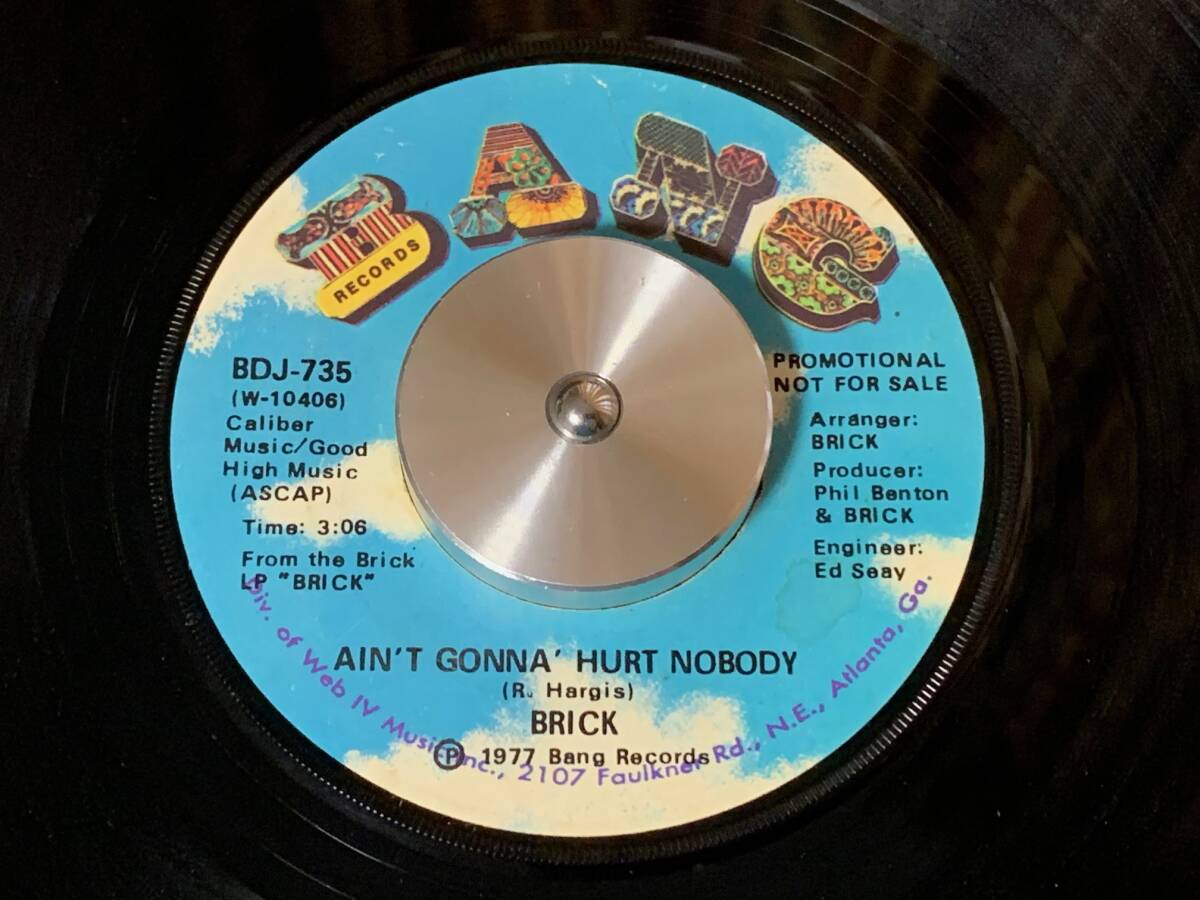 BANG
RECORDS
BDJ-735
(W-10406)
Caliber
Music/Good
High Music
(ASCAP)
Time: 3:06
From the Brick
LP "BRICK"
PROMOTIONAL
NOT FOR SALE
Arranger:
BRICK
Producer:
Phil Benton
& BRICK
Engineer:
Ed Seay
AIN'T GONNA' HURT NOBODY
(R. Hargis)
BRICK
Ⓟ 1977 Bang Records
Div. of Web IV Music Inc., 2107 Faulkner Rd., N.E., Atlanta, Ga.